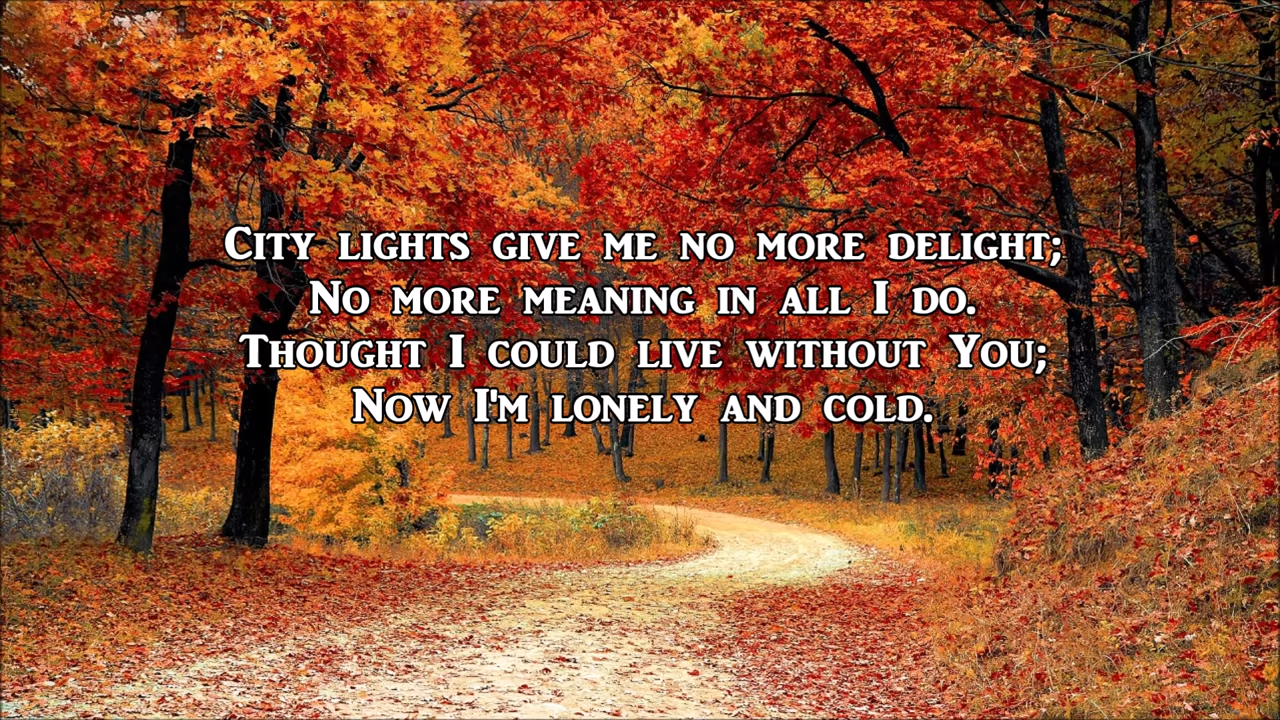 City lights give me no more delight;
No more meaning in all I do.
Thought I could live without You;
Now I'm lonely and cold.